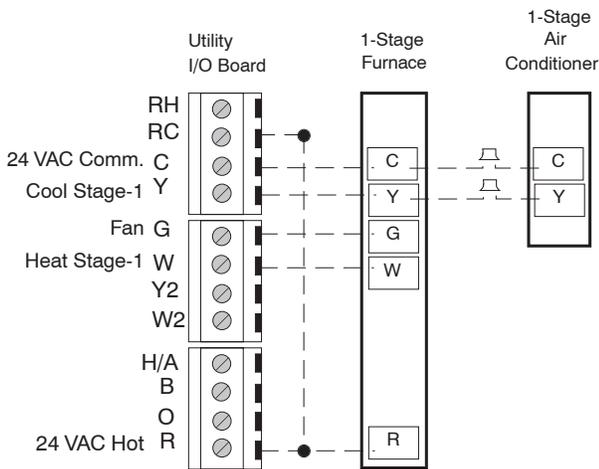 Utility
I/O Board
1-Stage
Furnace
1-Stage
Air
Conditioner
RH
RC
24 VAC Comm. C
Cool Stage-1 Y
Fan G
Heat Stage-1 W
Y2
W2
H/A
B
O
24 VAC Hot R
C
Y
G
W
R
C
Y